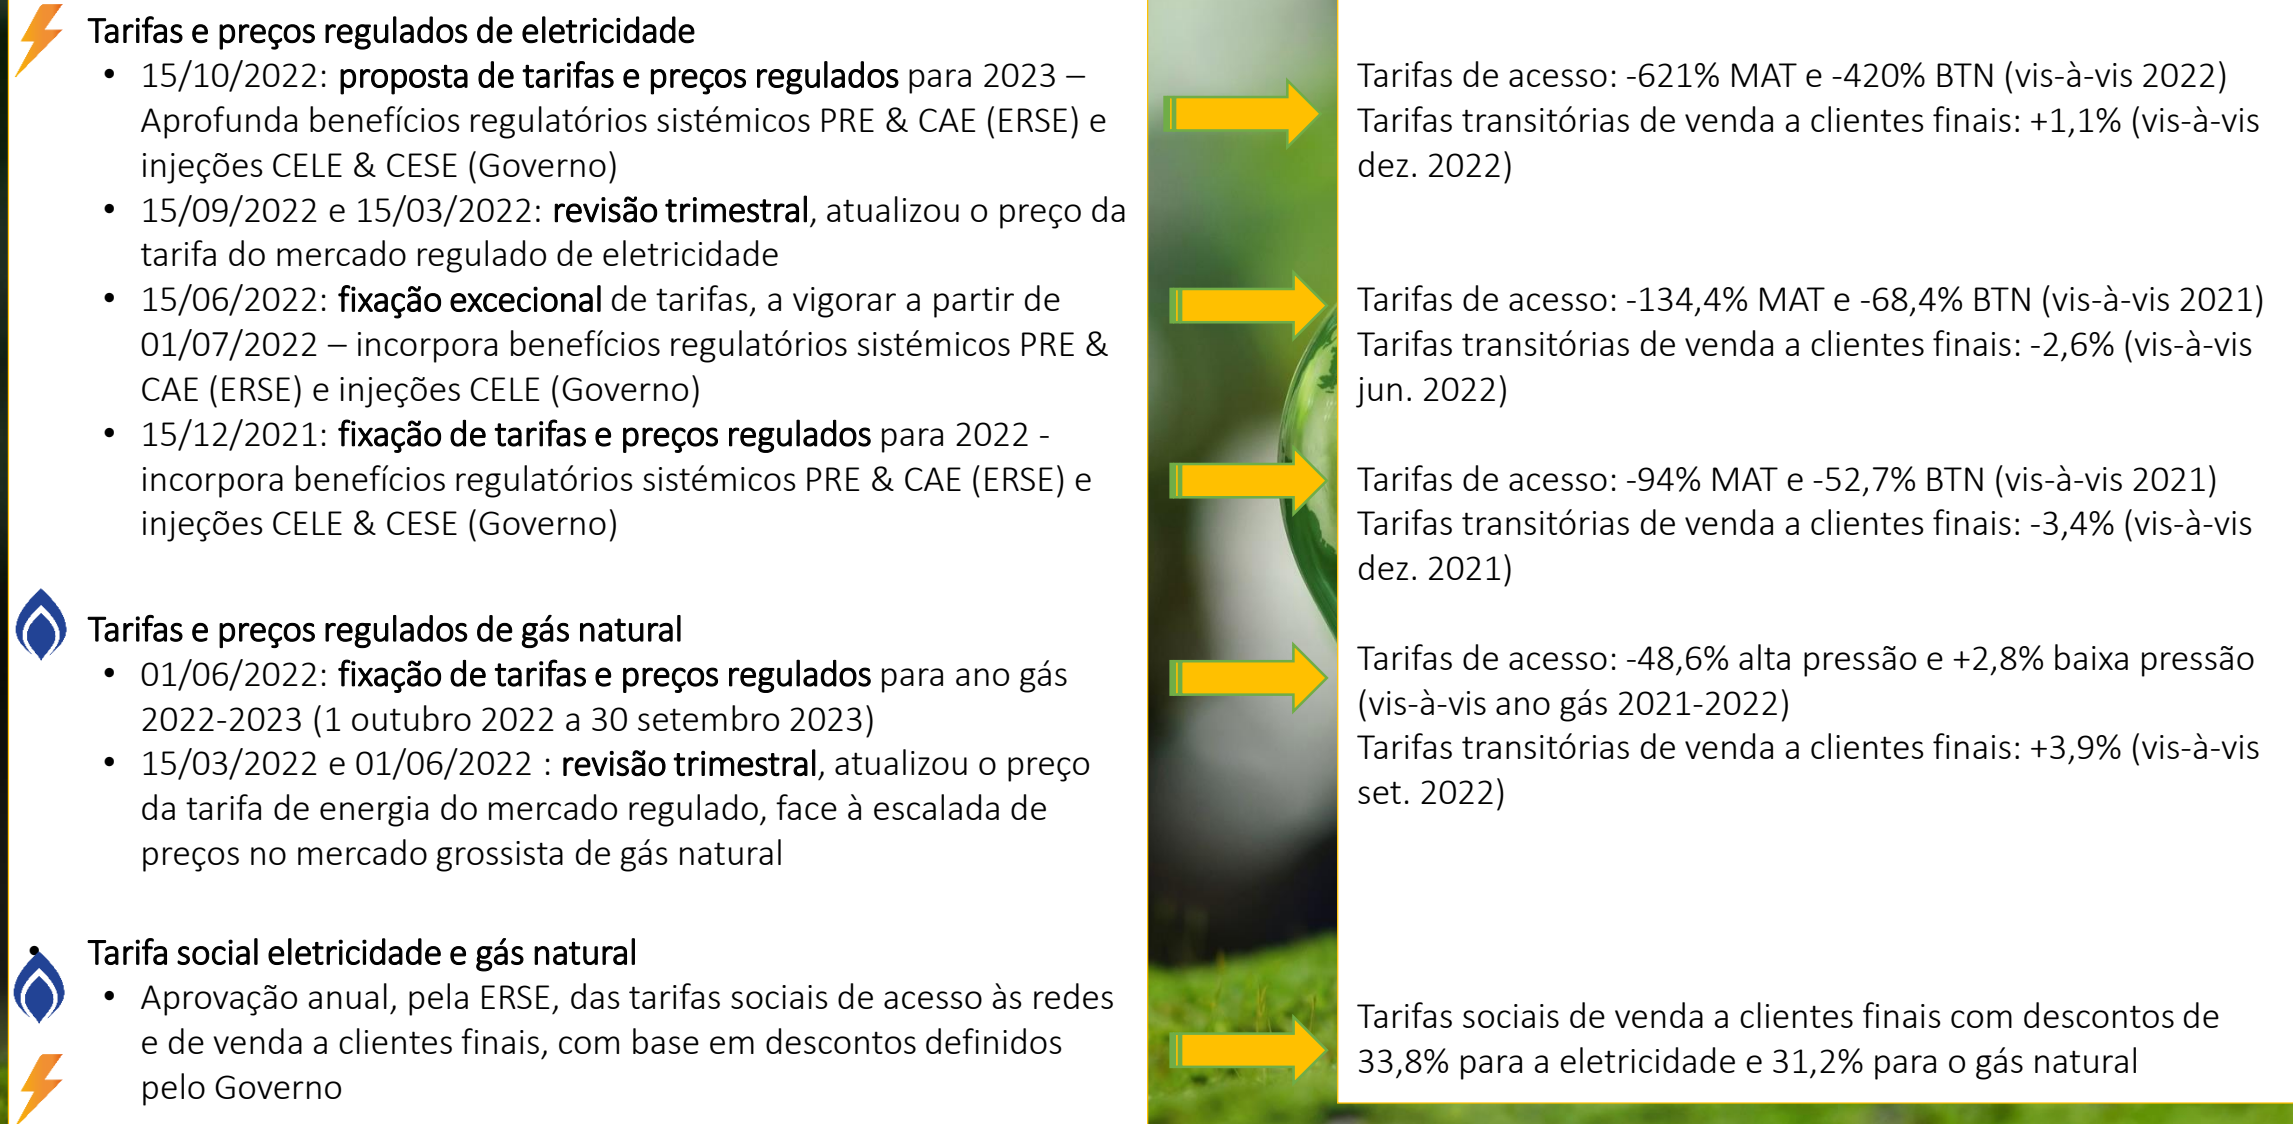 Tarifas e preços regulados de eletricidade
• 15/10/2022: proposta de tarifas e preços regulados para 2023 –
Aprofunda benefícios regulatórios sistémicos PRE & CAE (ERSE) e
injeções CELE & CESE (Governo)
• 15/09/2022 e 15/03/2022: revisão trimestral, atualizou o preço da
tarifa do mercado regulado de eletricidade
• 15/06/2022: fixação excecional de tarifas, a vigorar a partir de
01/07/2022 – incorpora benefícios regulatórios sistémicos PRE &
CAE (ERSE) e injeções CELE (Governo)
• 15/12/2021: fixação de tarifas e preços regulados para 2022 -
incorpora benefícios regulatórios sistémicos PRE & CAE (ERSE) e
injeções CELE & CESE (Governo)
Tarifas e preços regulados de gás natural
• 01/06/2022: fixação de tarifas e preços regulados para ano gás
2022-2023 (1 outubro 2022 a 30 setembro 2023)
• 15/03/2022 e 01/06/2022 : revisão trimestral, atualizou o preço
da tarifa de energia do mercado regulado, face à escalada de
preços no mercado grossista de gás natural
• Tarifa social eletricidade e gás natural
• Aprovação anual, pela ERSE, das tarifas sociais de acesso às redes
e de venda a clientes finais, com base em descontos definidos
pelo Governo
Tarifas de acesso: -621% MAT e -420% BTN (vis-à-vis 2022)
Tarifas transitórias de venda a clientes finais: +1,1% (vis-à-vis
dez. 2022)
Tarifas de acesso: -134,4% MAT e -68,4% BTN (vis-à-vis 2021)
Tarifas transitórias de venda a clientes finais: -2,6% (vis-à-vis
jun. 2022)
Tarifas de acesso: -94% MAT e -52,7% BTN (vis-à-vis 2021)
Tarifas transitórias de venda a clientes finais: -3,4% (vis-à-vis
dez. 2021)
Tarifas de acesso: -48,6% alta pressão e +2,8% baixa pressão
(vis-à-vis ano gás 2021-2022)
Tarifas transitórias de venda a clientes finais: +3,9% (vis-à-vis
set. 2022)
Tarifas sociais de venda a clientes finais com descontos de
33,8% para a eletricidade e 31,2% para o gás natural